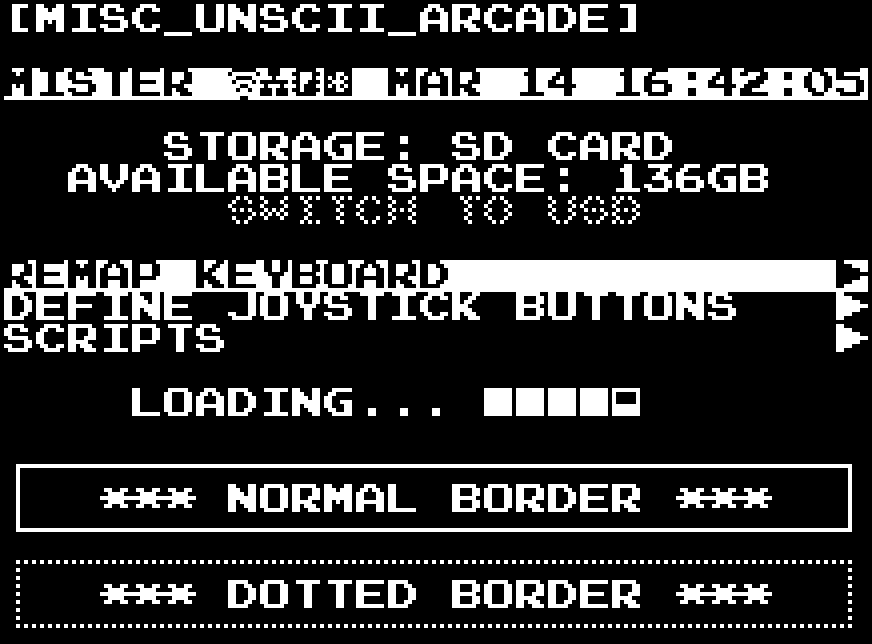 [MISC_UNSCII_ARCADE]
MISTER MAR 14 16:42:05
STORAGE: SD CARD
AVAILABLE SPACE: 136GB
SWITCH TO USB
REMAP KEYBOARD
DEFINE JOYSTICK BUTTONS
SCRIPTS
LOADING...
*** NORMAL BORDER ***
*** DOTTED BORDER ***